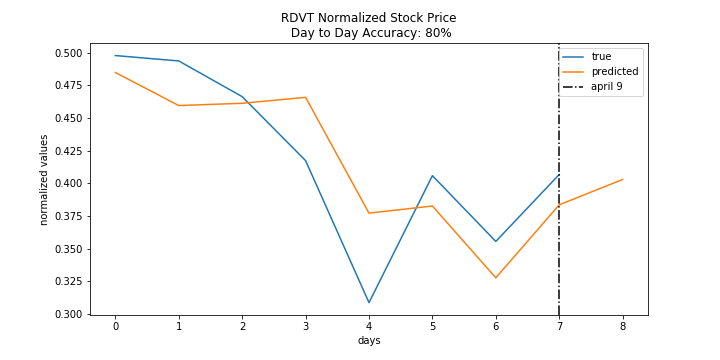 RDVT Normalized Stock Price
Day to Day Accuracy: 80%
0.500
0.475
0.450
0.425
0.400
0.375
0.350
0.325
0.300
normalized values
true
predicted
april 9
0 1 2 3 4 5 6 7 8
days